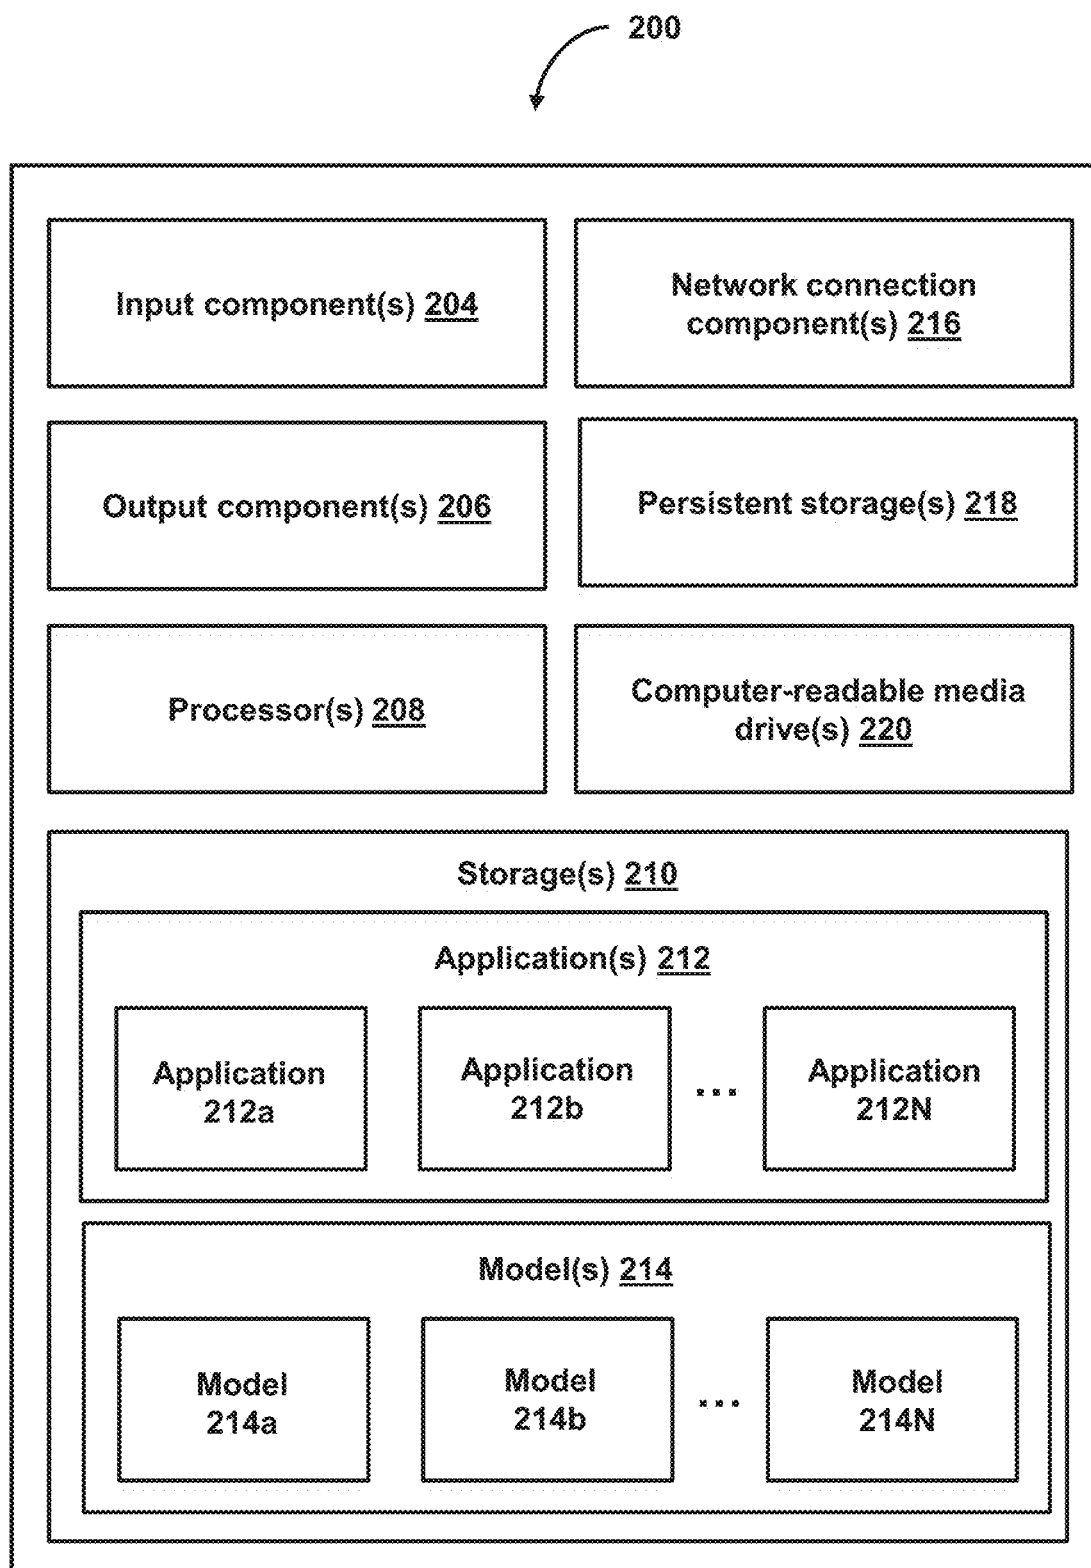 200
Input component(s) 204
Network connection
component(s) 216
Output component(s) 206
Persistent storage(s) 218
Processor(s) 208
Computer-readable media
drive(s) 220
Storage(s) 210
Application(s) 212
Application
212a
Application
212b
...
Application
212N
Model(s) 214
Model
214a
Model
214b
...
Model
214N